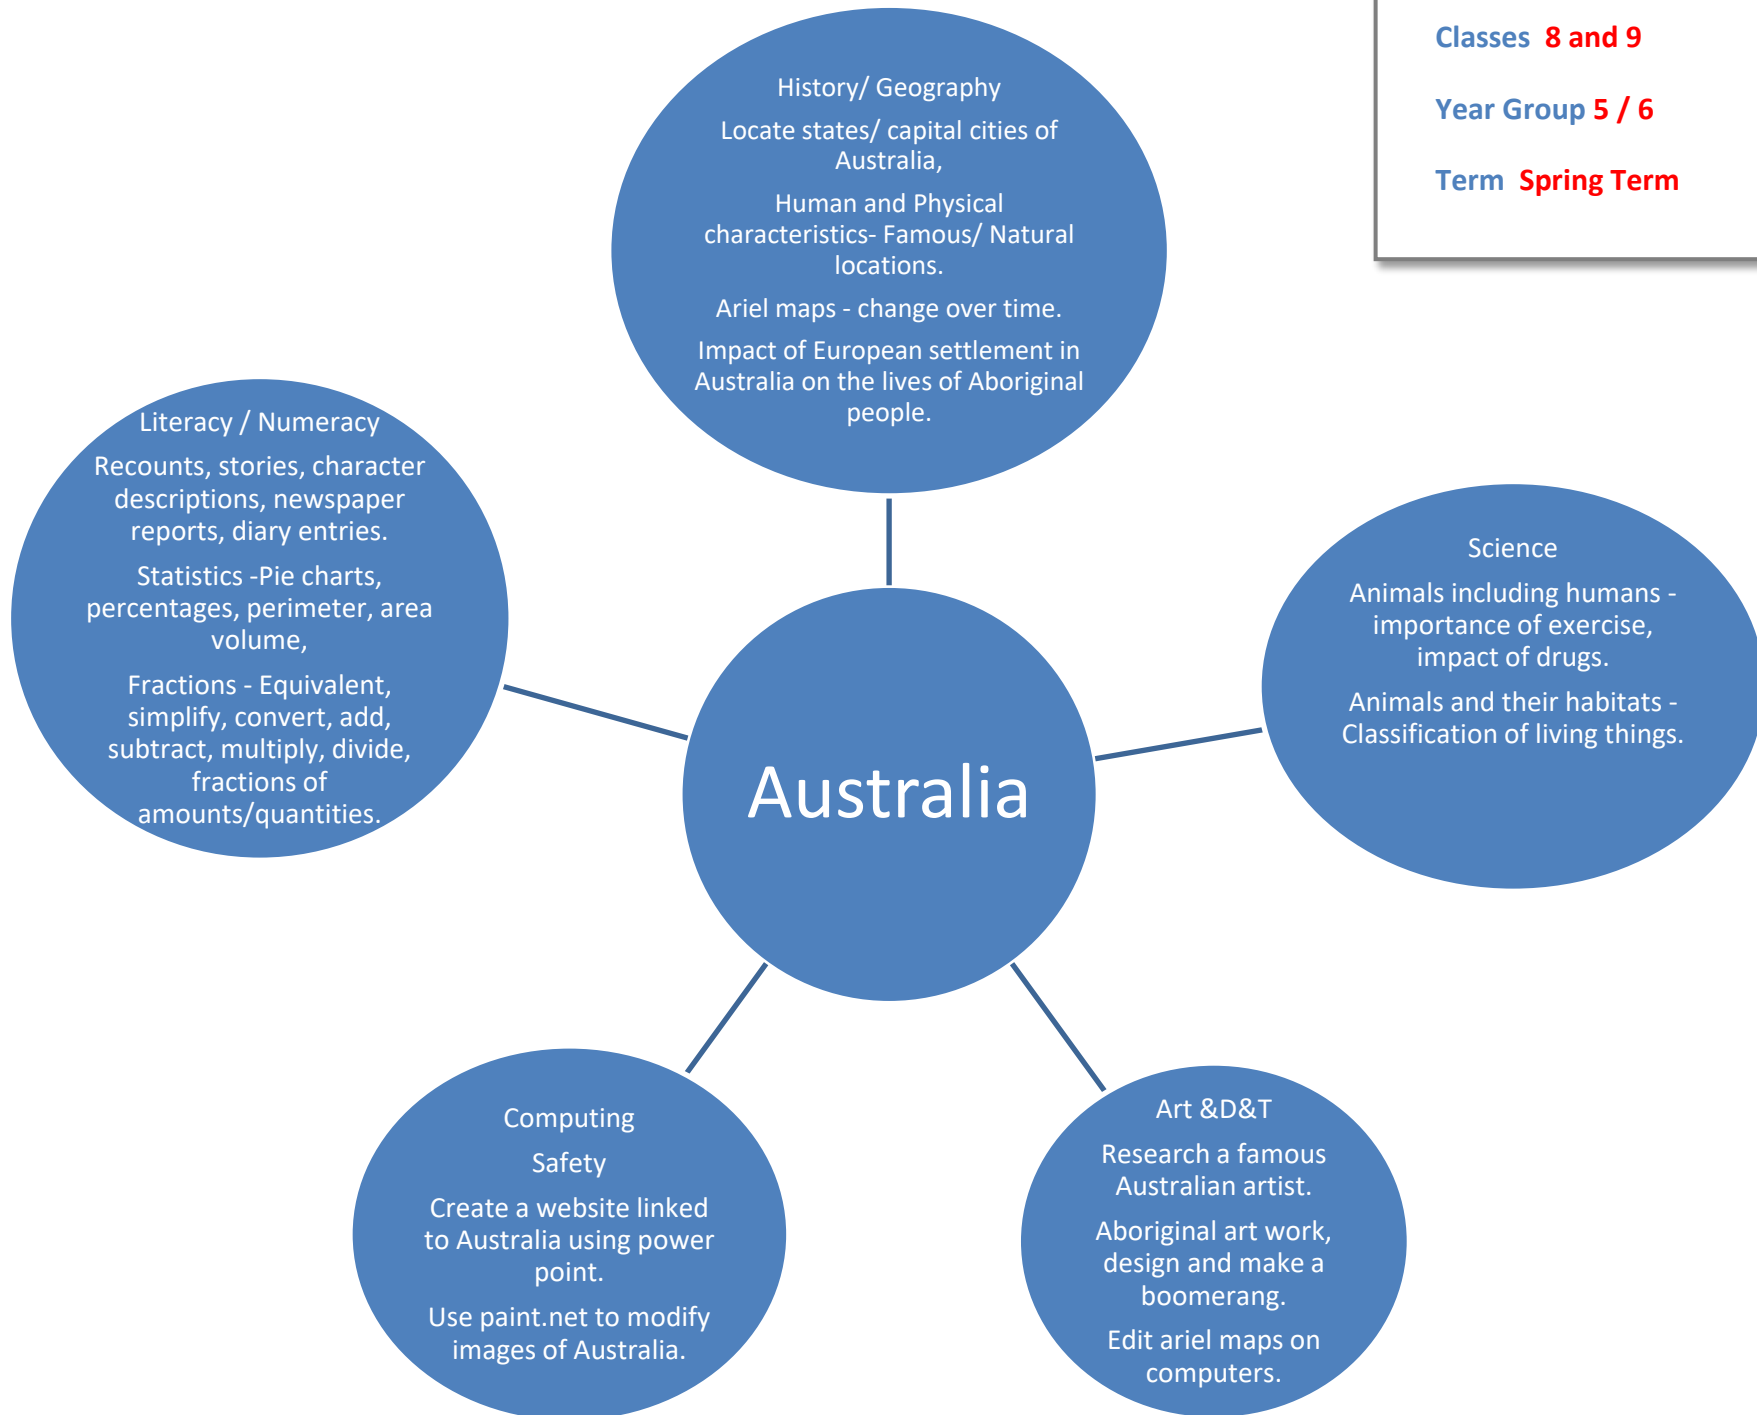 Classes  8 and 9
Year Group 5 / 6
Term  Spring Term
History/ Geography
Locate states/ capital cities of
Australia,
Human and Physical
characteristics- Famous/ Natural
locations.
Ariel maps - change over time.
Impact of European settlement in
Australia on the lives of Aboriginal
people.
Literacy / Numeracy
Recounts, stories, character
descriptions, newspaper
reports, diary entries.
Statistics -Pie charts,
percentages, perimeter, area
volume,
Fractions - Equivalent,
simplify, convert, add,
subtract, multiply, divide,
fractions of
amounts/quantities.
Science
Animals including humans -
importance of exercise,
impact of drugs.
Animals and their habitats -
Classification of living things.
Australia
Computing
Safety
Create a website linked
to Australia using power
point.
Use paint.net to modify
images of Australia.
Art &D&T
Research a famous
Australian artist.
Aboriginal art work,
design and make a
boomerang.
Edit ariel maps on
computers.